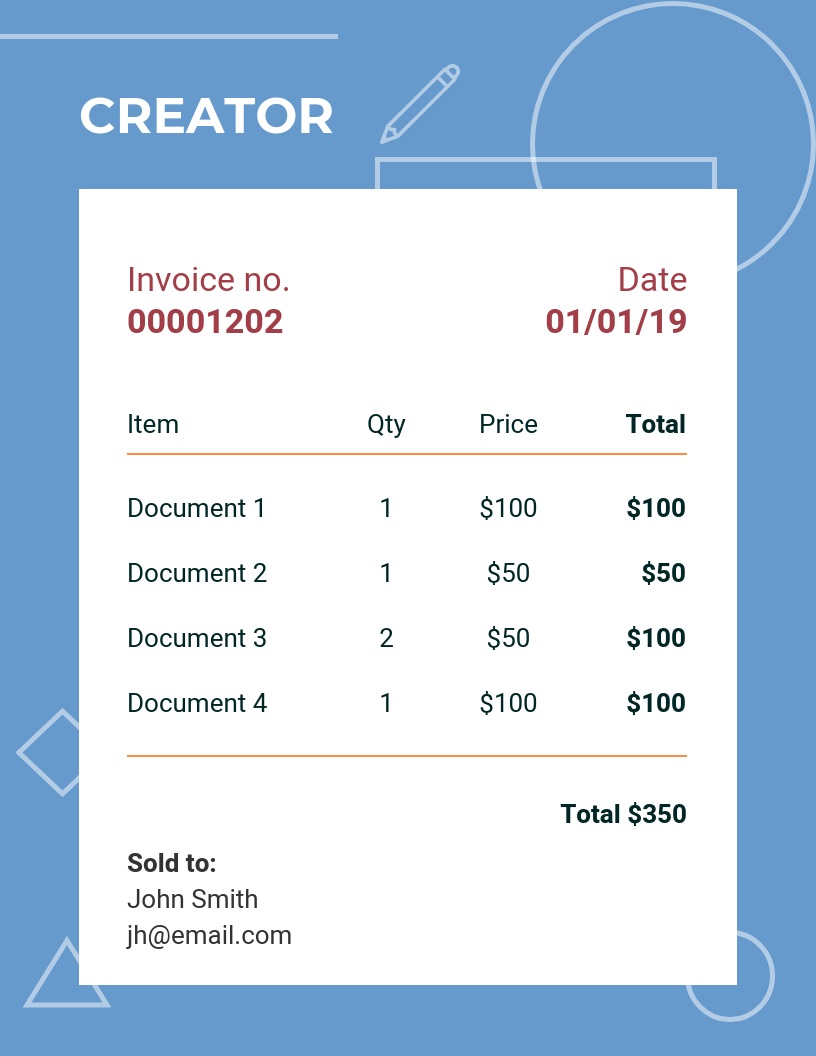 CREATOR
Invoice no. Date
00001202 01/01/19
Item Qty Price Total
Document 1 1 $100 $100
Document 2 1 $50 $50
Document 3 2 $50 $100
Document 4 1 $100 $100
Total $350
Sold to:
John Smith
jh@email.com